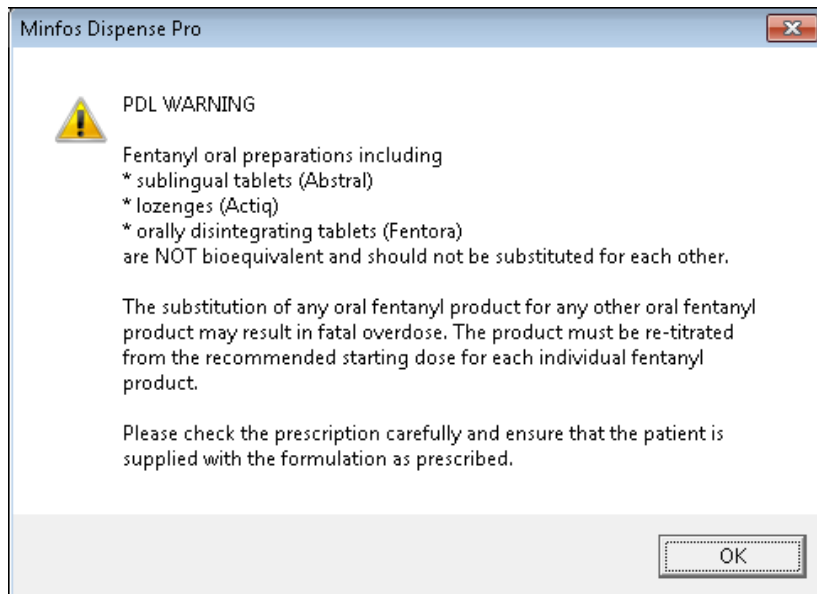 Minfos Dispense Pro
PDL WARNING
Fentanyl oral preparations including
* sublingual tablets (Abstral)
* lozenges (Actiq)
* orally disintegrating tablets (Fentora)
are NOT bioequivalent and should not be substituted for each other.
The substitution of any oral fentanyl product for any other oral fentanyl
product may result in fatal overdose. The product must be re-titrated
from the recommended starting dose for each individual fentanyl
product.
Please check the prescription carefully and ensure that the patient is
supplied with the formulation as prescribed.
OK